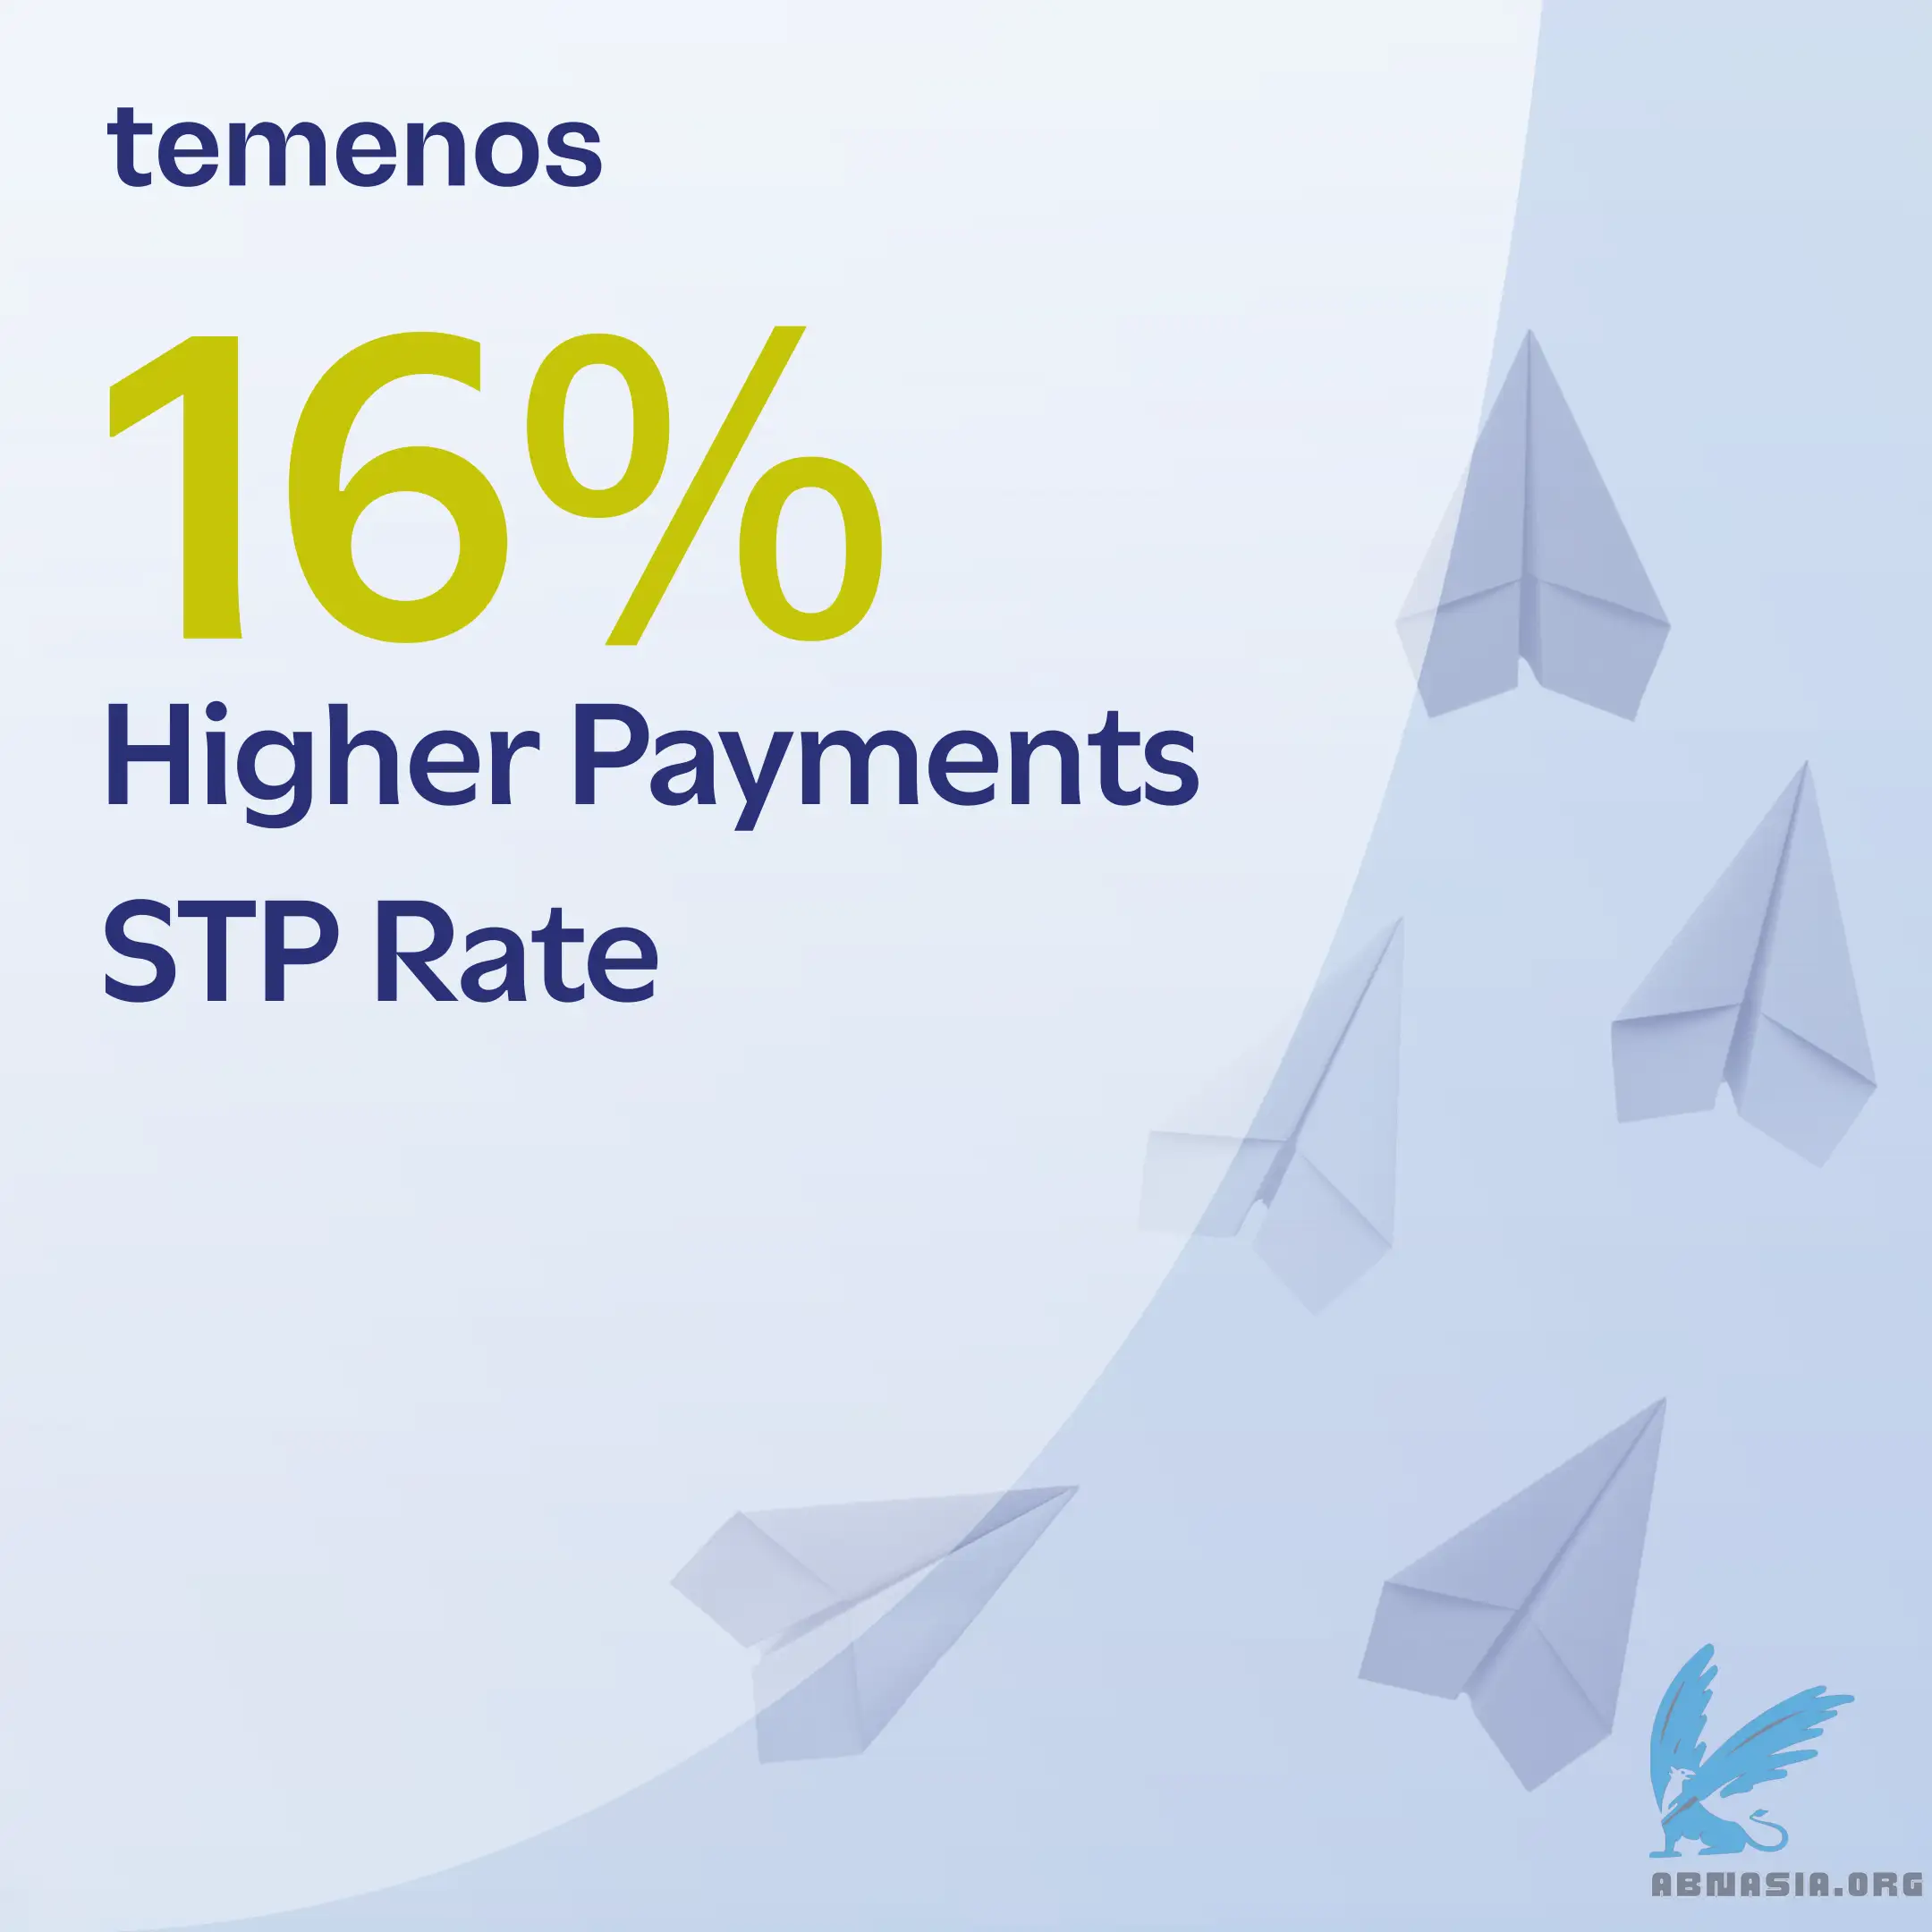 temenos
16%
Higher Payments
STP Rate
ABNASIA.ORG